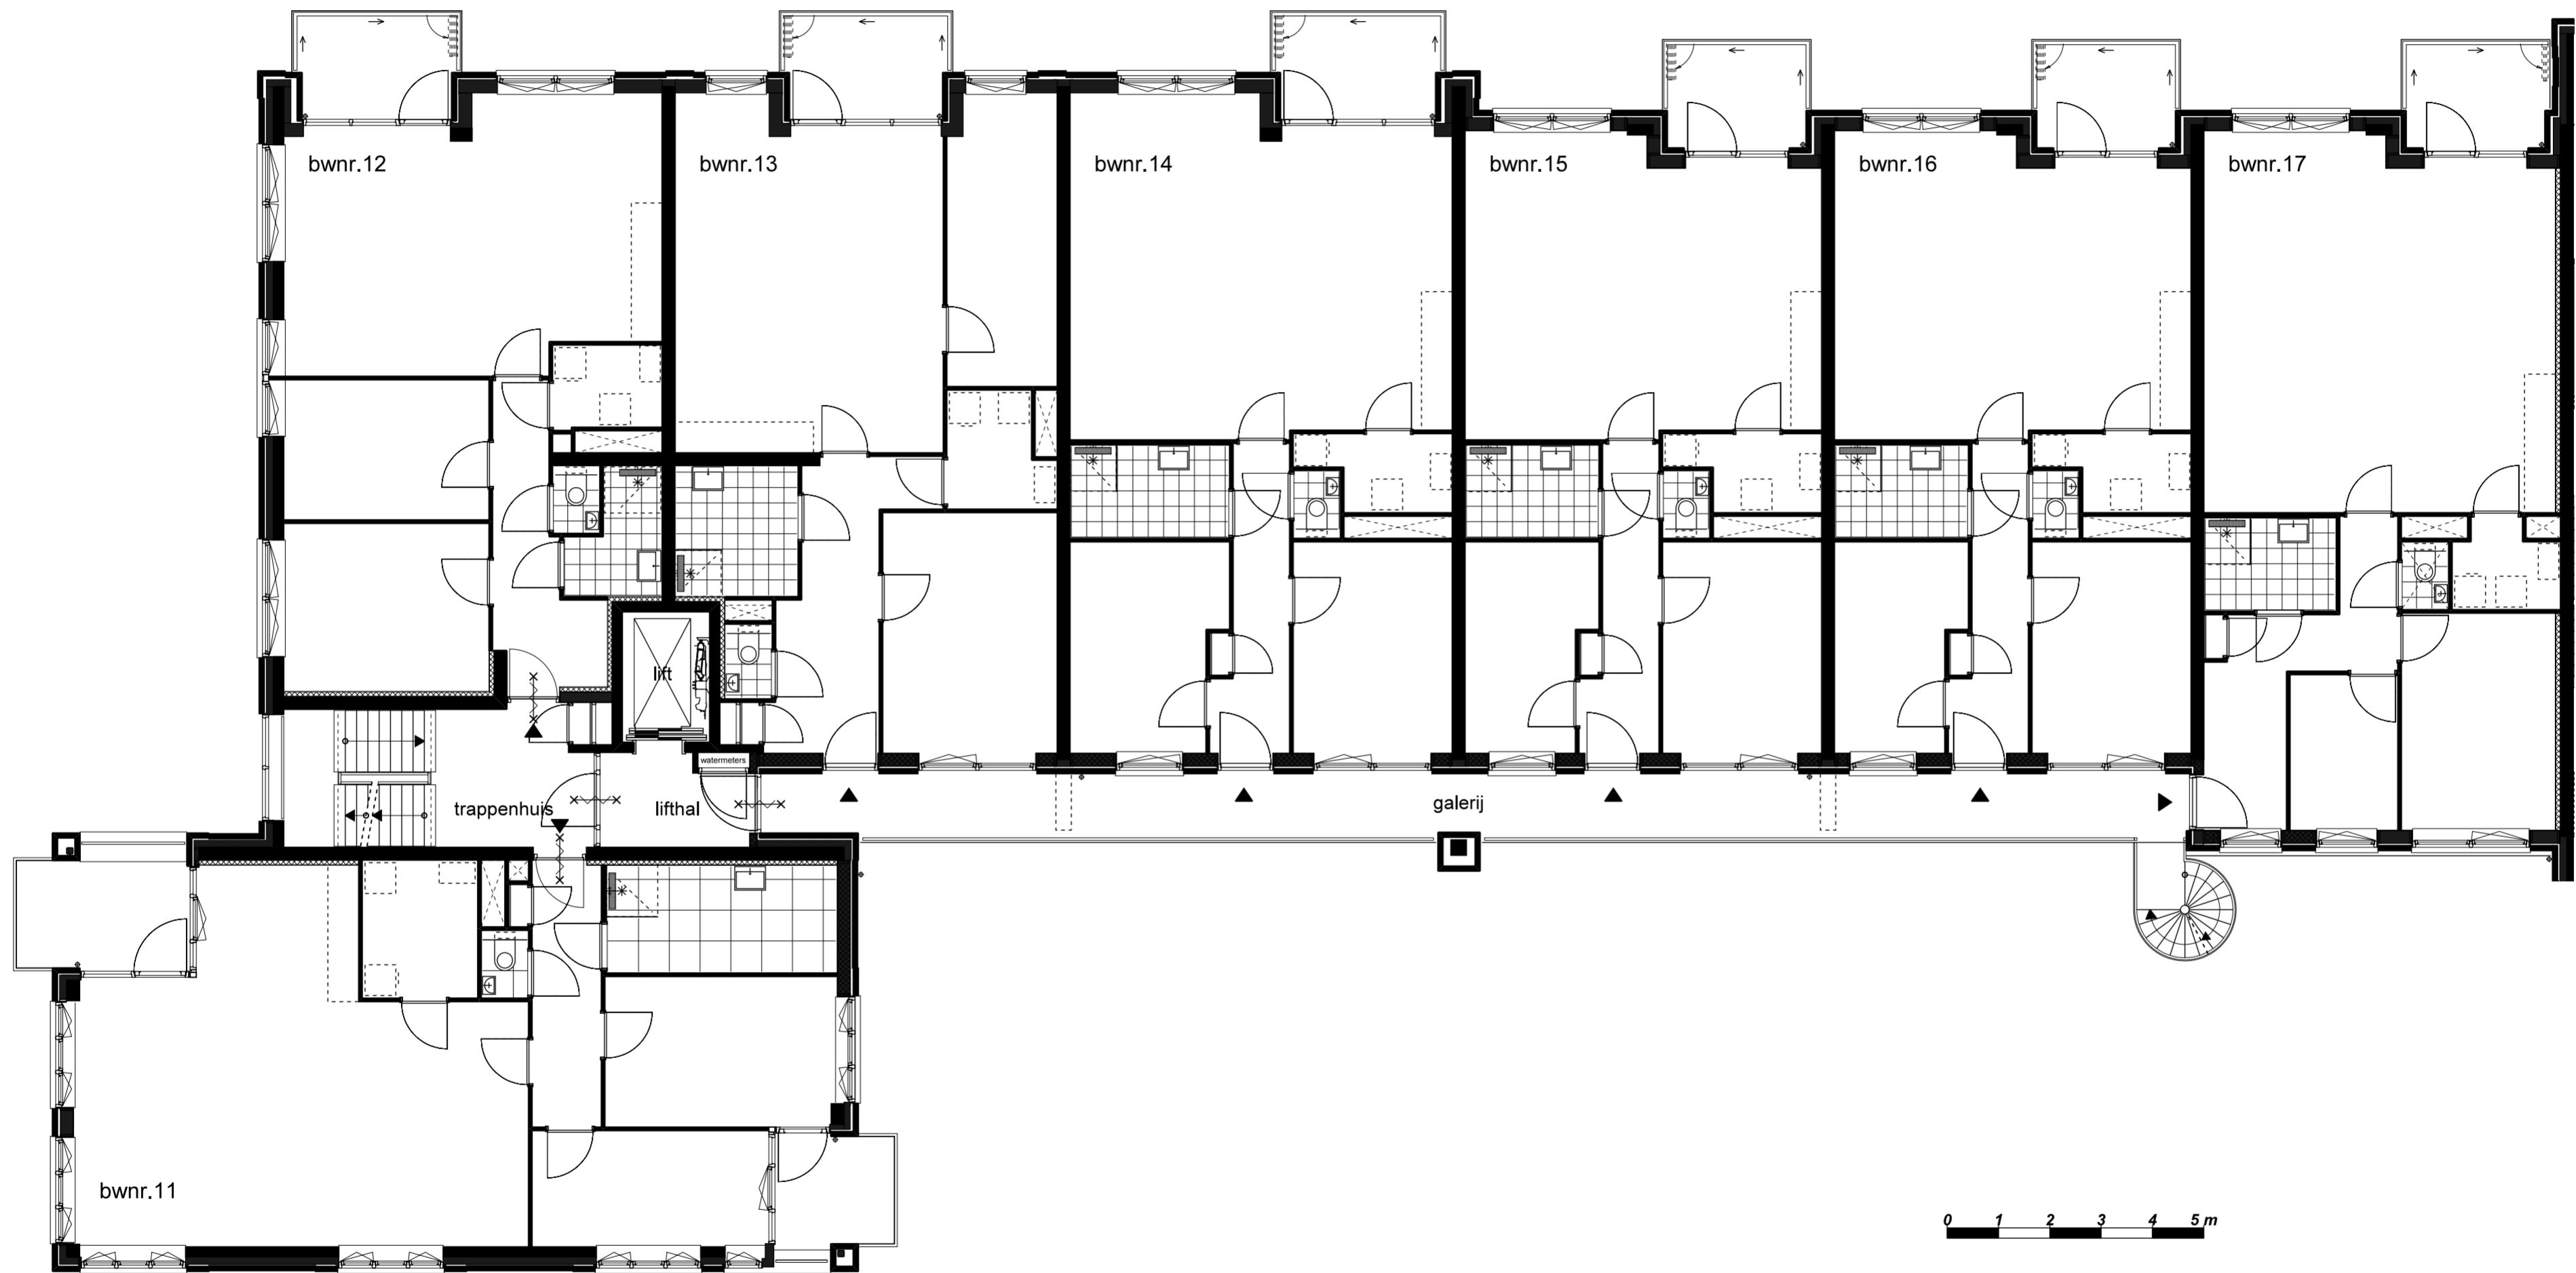 bwnr.12
bwnr.13
bwnr.14
bwnr.15
bwnr.16
bwnr.17
lift
watermeters
trappenhuis
lifthal
galerij
bwnr.11
0 1 2 3 4 5 m